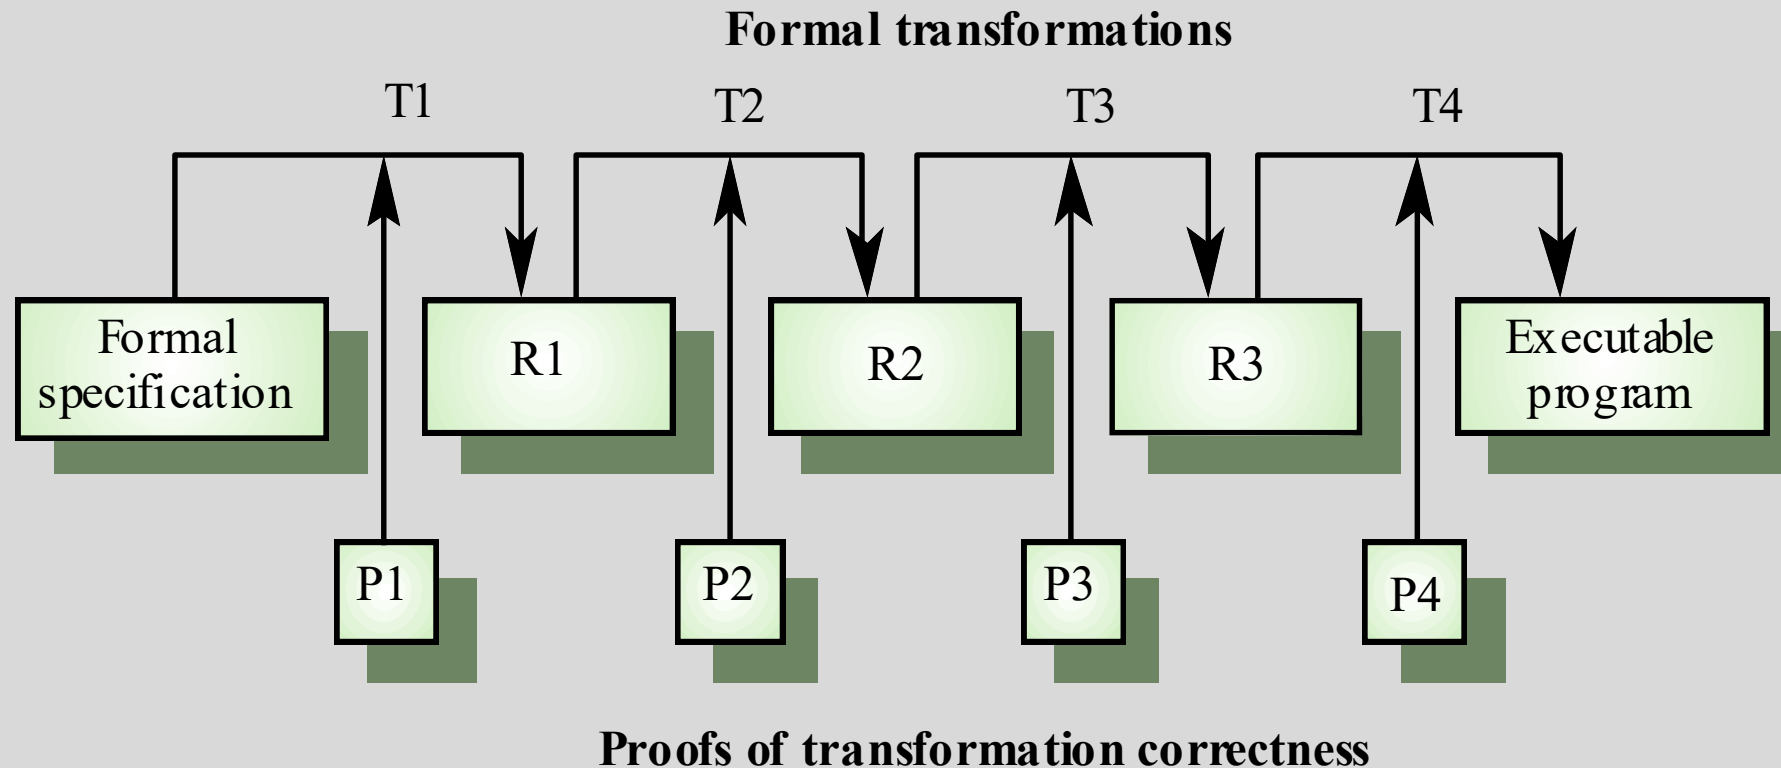 Formal transformations
T1
T2
T3
T4
Formal
specification
R1
R2
R3
Executable
program
P1
P2
P3
P4
Proofs of transformation correctness